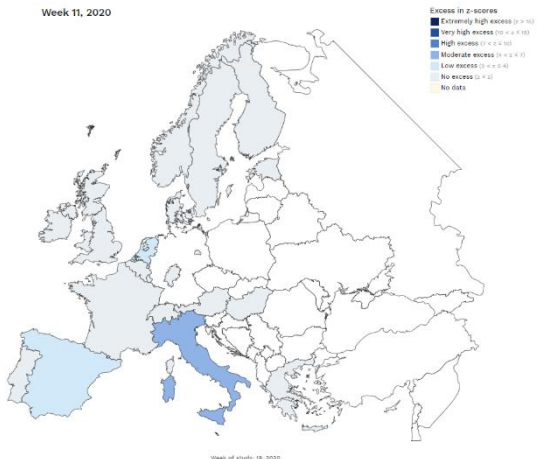 Week 11, 2020
Excess in z-scores
Extremely high excess (z > 15)
Very high excess (10 < z ≤ 15)
High excess (7 < z ≤ 10)
Moderate excess (4 < z ≤ 7)
Low excess (2 < z ≤ 4)
No excess (z ≤ 2)
No data
Week of study: 18, 2020